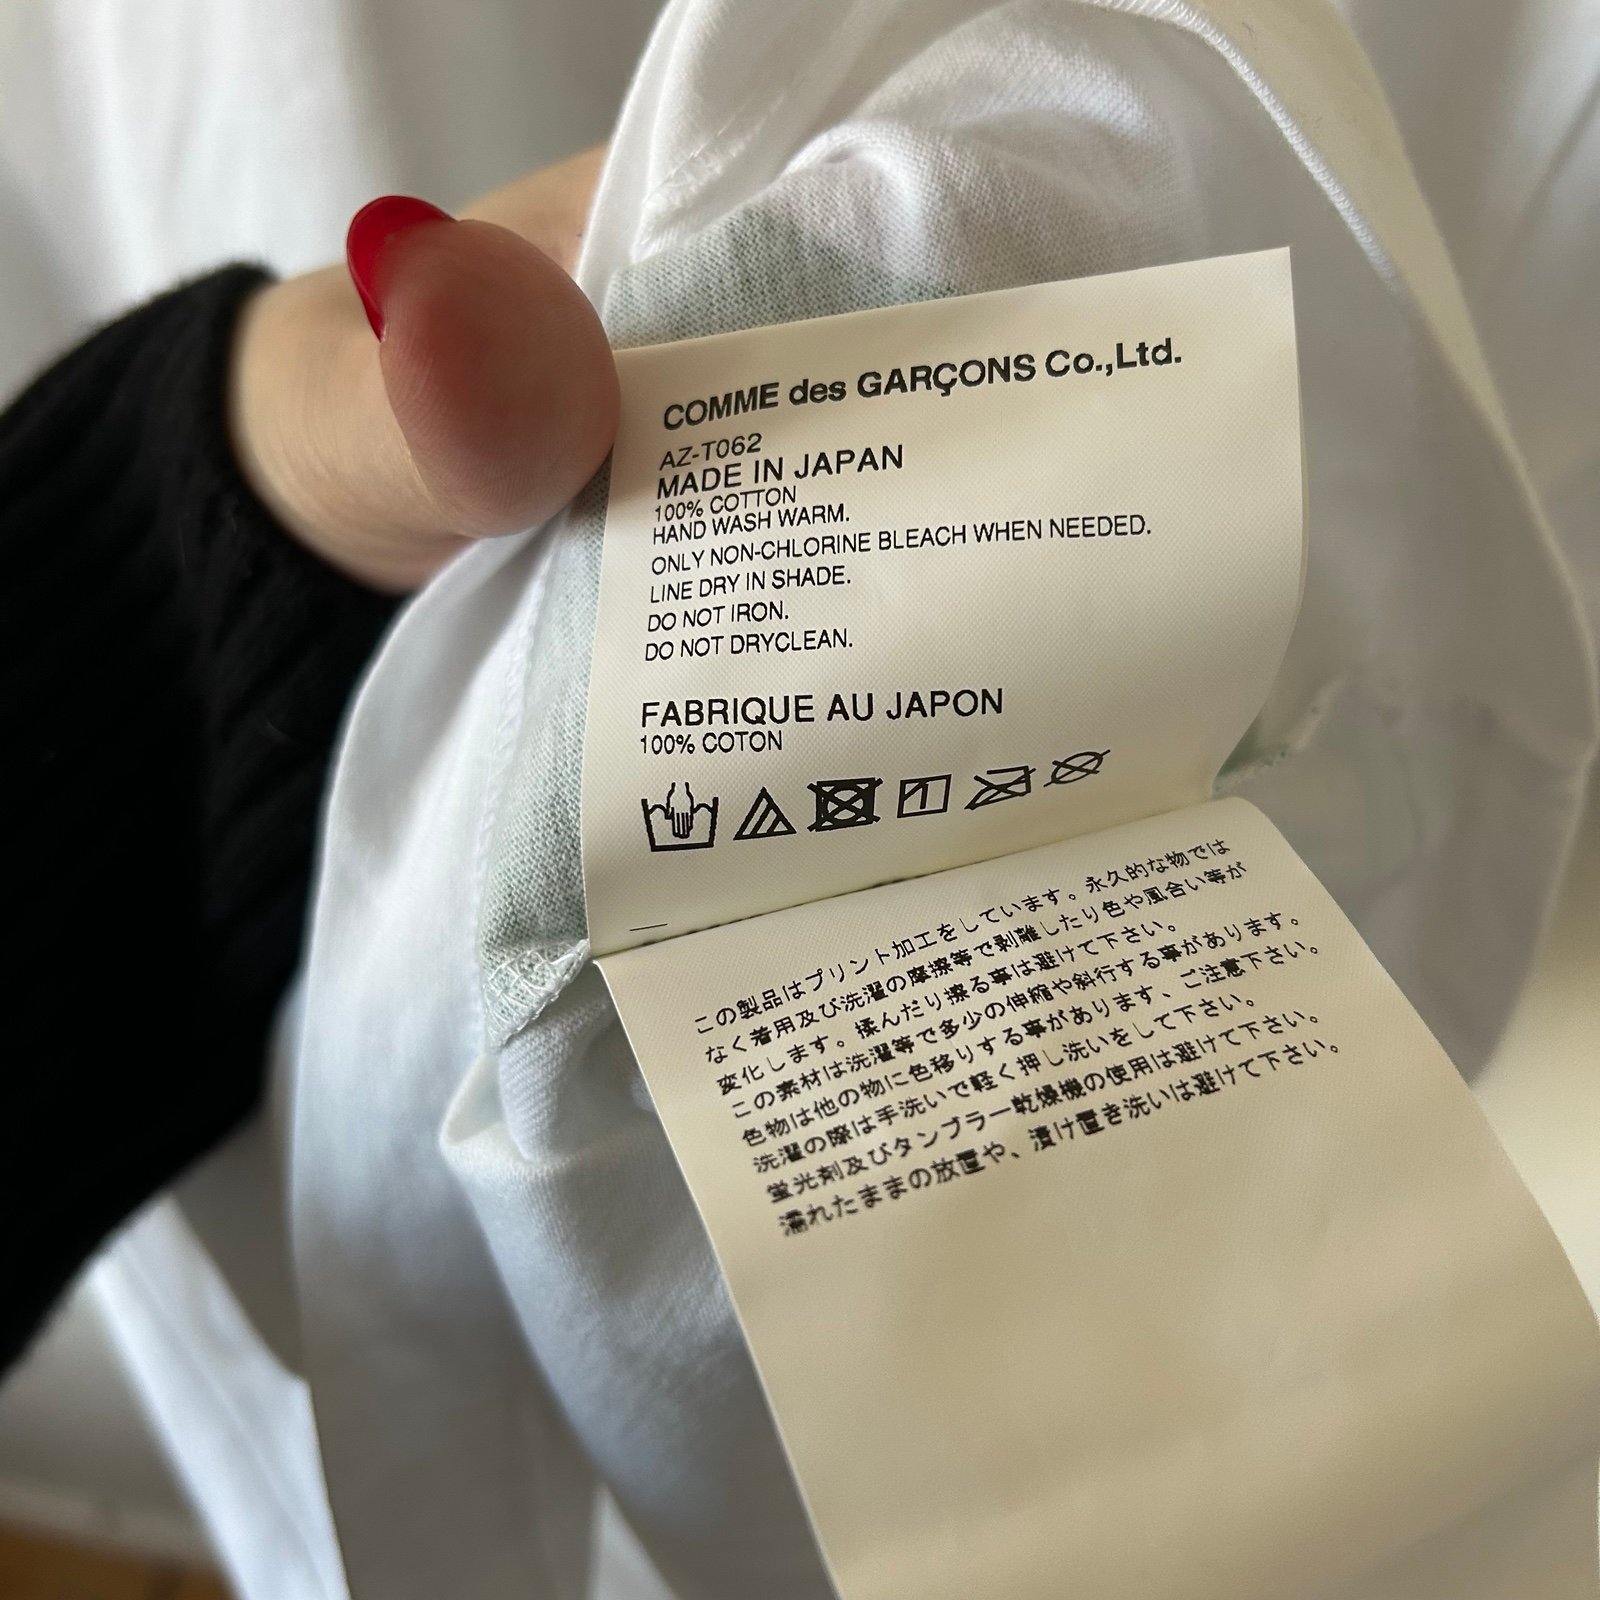 COMME des GARÇONS Co.,Ltd.
AZ-T062
MADE IN JAPAN
100% COTTON
HAND WASH WARM.
ONLY NON-CHLORINE BLEACH WHEN NEEDED.
LINE DRY IN SHADE.
DO NOT IRON.
DO NOT DRYCLEAN.
FABRIQUE AU JAPON
100% COTON
この製品はプリント加工をしています。永久的な物では
なく着用及び洗濯の摩擦等で剥離したり色や風合い等が
変化します。揉んだり擦る事は避けて下さい。
この素材は洗濯等で多少の伸縮や斜行する事があります。
色物は他の物に色移りする事があります、ご注意下さい。
洗濯の際は手洗いで軽く押し洗いをして下さい。
蛍光剤及びタンブラー乾燥機の使用は避けて下さい。
濡れたままの放置や、漬け置き洗いは避けて下さい。